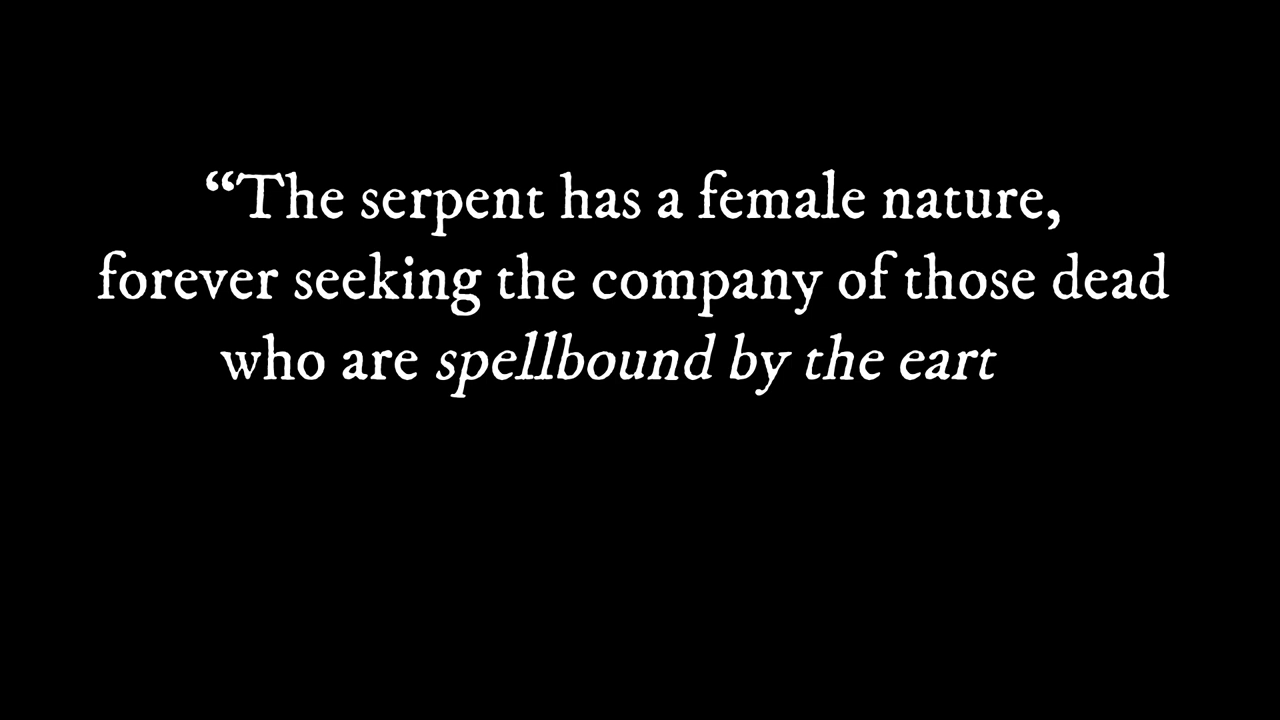 “The serpent has a female nature,
forever seeking the company of those dead
who are spellbound by the eart